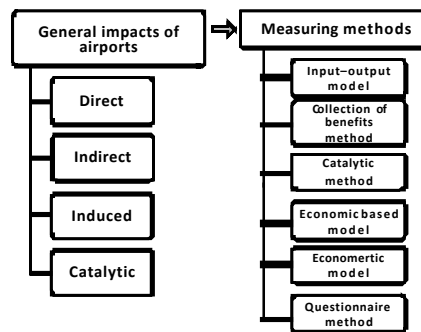 General impacts of
airports
Direct
Indirect
Induced
Catalytic
Measuring methods
Input–output
model
Collection of
benefits
method
Catalytic
method
Economic based
model
Econometric
model
Questionnaire
method